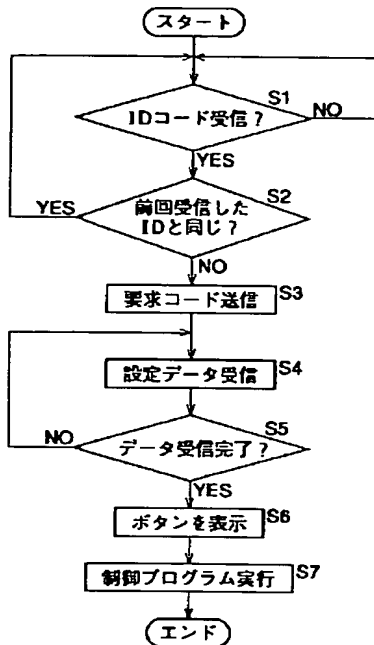 スタート
S1
IDコード受信？
NO
YES
S2
YES
前回受信した
IDと同じ？
NO
要求コード送信
S3
設定データ受信
S4
S5
NO
データ受信完了？
YES
ボタンを表示
S6
制御プログラム実行
S7
エンド